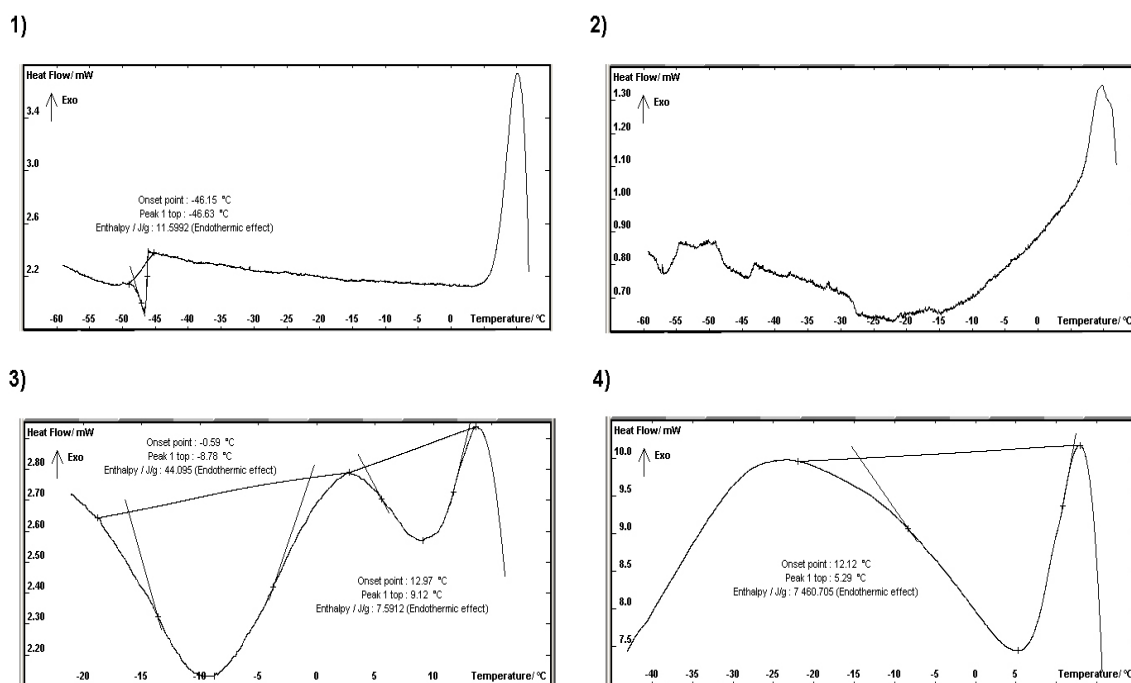 1)
Heat Flow/ mW
Exo
3.4
3.0
2.6
2.2
Onset point : -46.15 °C
Peak 1 top : -46.63 °C
Enthalpy / J/g : 11.5992 (Endothermic effect)
-60 -55 -50 -45 -40 -35 -30 -25 -20 -15 -10 -5 0 Temperature/ °C
2)
Heat Flow/ mW
Exo
1.30
1.20
1.10
1.00
0.90
0.80
0.70
-60 -55 -50 -45 -40 -35 -30 -25 -20 -15 -10 -5 0 Temperature/ °C
3)
Heat Flow/ mW
Exo
2.80
2.70
2.60
2.50
2.40
2.30
2.20
Onset point : -0.59 °C
Peak 1 top : -8.78 °C
Enthalpy / J/g : 44.095 (Endothermic effect)
Onset point : 12.97 °C
Peak 1 top : 9.12 °C
Enthalpy / J/g : 7.5912 (Endothermic effect)
-20 -15 -10 -5 0 5 10 Temperature/ °C
4)
Heat Flow/ mW
Exo
10.0
9.5
9.0
8.5
8.0
7.5
Onset point : 12.12 °C
Peak 1 top : 5.29 °C
Enthalpy / J/g : 7 460.705 (Endothermic effect)
-40 -35 -30 -25 -20 -15 -10 -5 0 5 Temperature/ °C